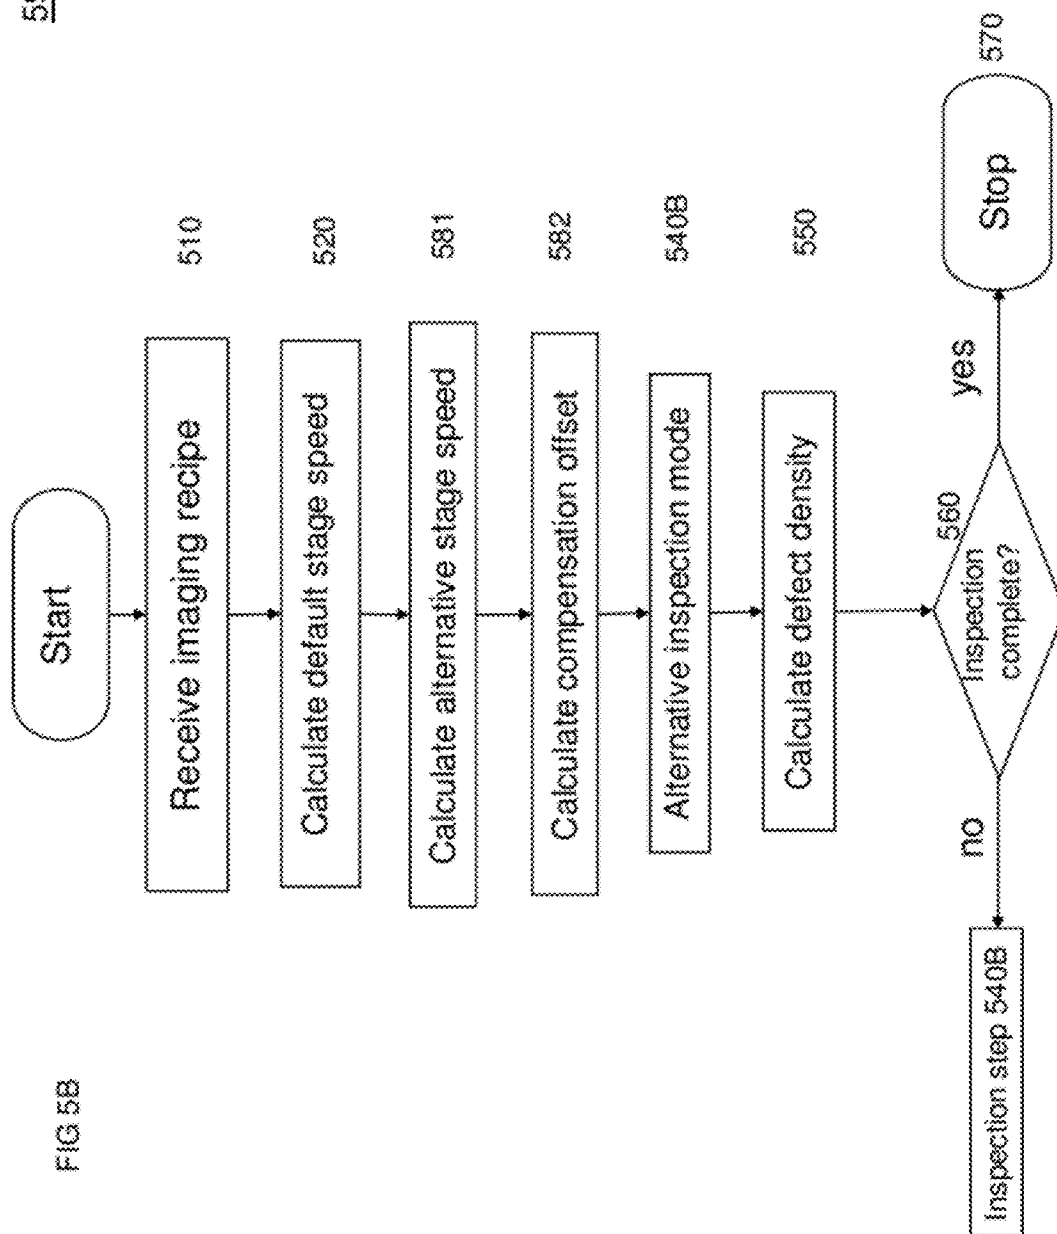 FIG 5B
Start
Receive imaging recipe
510
Calculate default stage speed
520
Calculate alternative stage speed
581
Calculate compensation offset
582
Alternative inspection mode
540B
Calculate defect density
550
560
Inspection
complete?
no
yes
Inspection step 540B
Stop
570